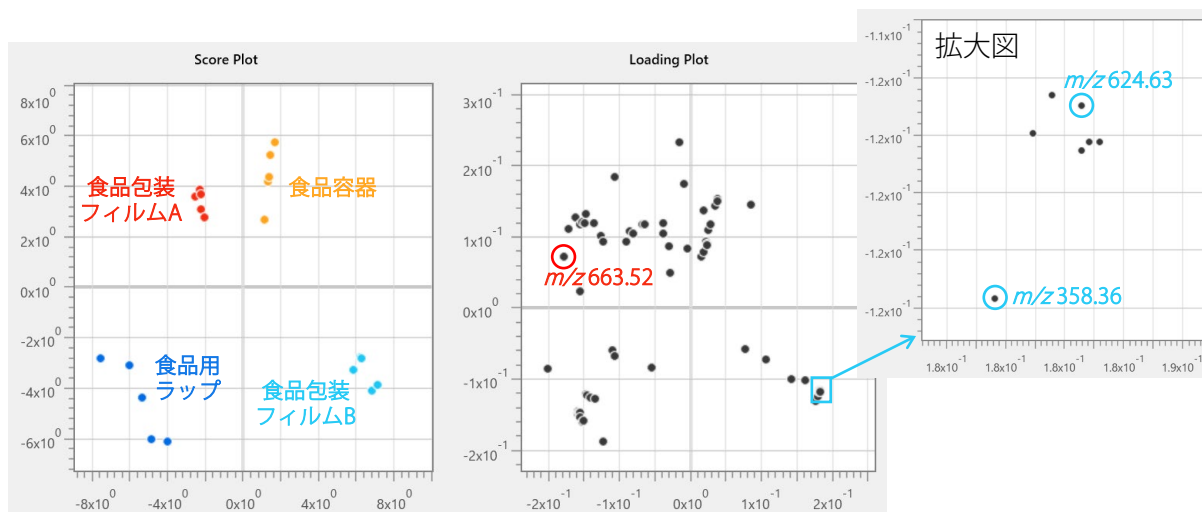 Score Plot
8x10⁰
6x10⁰
4x10⁰
2x10⁰
0x10⁰
-2x10⁰
-4x10⁰
-6x10⁰
-8x10⁰
-4x10⁰
0x10⁰
4x10⁰
8x10⁰
食品包装
フィルムA
食品容器
食品用
ラップ
食品包装
フィルムB
Loading Plot
3x10⁻¹
2x10⁻¹
1x10⁻¹
0x10⁰
-1x10⁻¹
-2x10⁻¹
-2x10⁻¹
-1x10⁻¹
0x10⁰
1x10⁻¹
2x10⁻¹
m/z 663.52
拡大図
-1.1x10⁻¹
-1.2x10⁻¹
-1.2x10⁻¹
-1.2x10⁻¹
-1.2x10⁻¹
-1.2x10⁻¹
m/z 624.63
m/z 358.36
1.8x10⁻¹
1.8x10⁻¹
1.8x10⁻¹
1.8x10⁻¹
1.9x10⁻¹